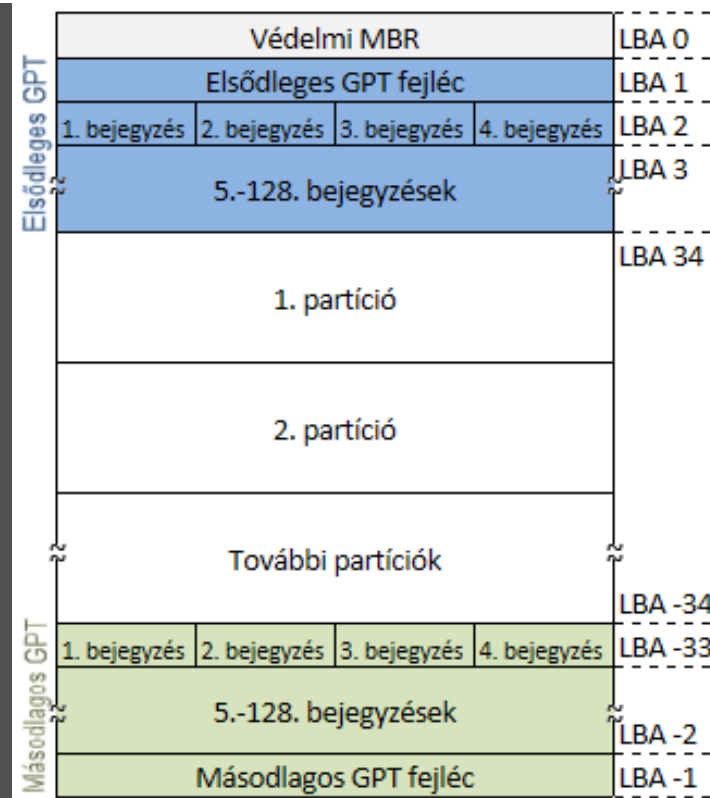 Védelmi MBR
LBA 0
Elsődleges GPT
Elsődleges GPT fejléc
LBA 1
1. bejegyzés 2. bejegyzés 3. bejegyzés 4. bejegyzés
LBA 2
5.-128. bejegyzések
LBA 3
LBA 34
1. partíció
2. partíció
További partíciók
LBA -34
Másodlagos GPT
1. bejegyzés 2. bejegyzés 3. bejegyzés 4. bejegyzés
LBA -33
5.-128. bejegyzések
LBA -2
Másodlagos GPT fejléc
LBA -1